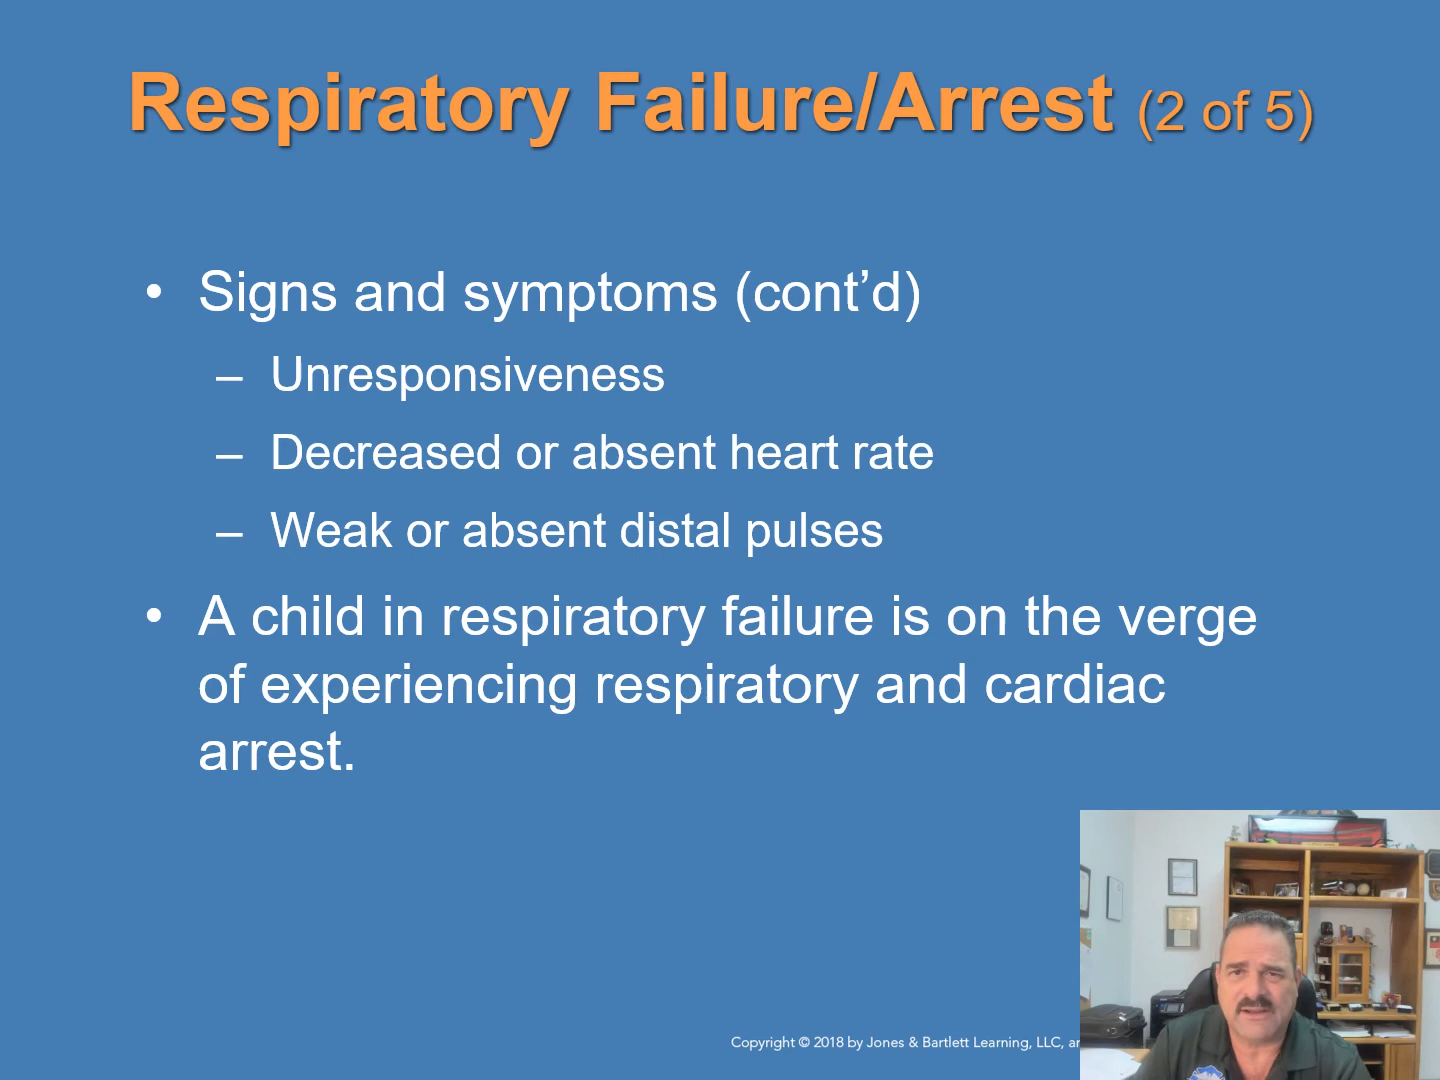 Respiratory Failure/Arrest (2 of 5)
• Signs and symptoms (cont’d)
– Unresponsiveness
– Decreased or absent heart rate
– Weak or absent distal pulses
• A child in respiratory failure is on the verge
of experiencing respiratory and cardiac
arrest.
Copyright © 2018 by Jones & Bartlett Learning, LLC,